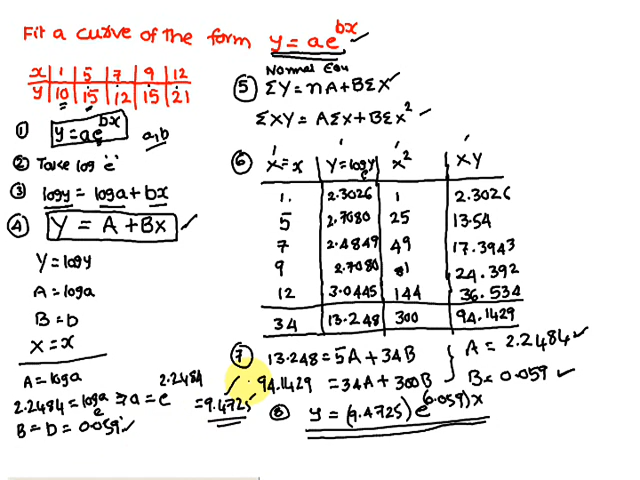 Fit a curve of the form y = ae^bx
x | 1 | 5 | 7 | 9 | 12
y | 10 | 15 | 12 | 15 | 21
① y = ae^bx a,b
② Take log 'e'
③ logy = loga + bx
④ Y = A + Bx
Y = logy
A = loga
B = b
X = x
A = loga
2.2484 = log_e a ⇒ a = e^2.2484 = 9.4725
B = b = 0.059
Normal Equ
⑤ ΣY = nA + BΣX
ΣXY = AΣX + BΣX²
⑥ X = x | Y = log_e y | X² | XY
1. | 2.3026 | 1 | 2.3026
5 | 2.7080 | 25 | 13.54
7 | 2.4849 | 49 | 17.3943
9 | 2.7080 | 81 | 24.392
12 | 3.0445 | 144 | 36.534
34 | 13.248 | 300 | 94.1429
⑦ 13.248 = 5A + 34B
94.1429 = 34A + 300B
A = 2.2484
B = 0.059
⑧ y = (9.4725) e^(0.059)x